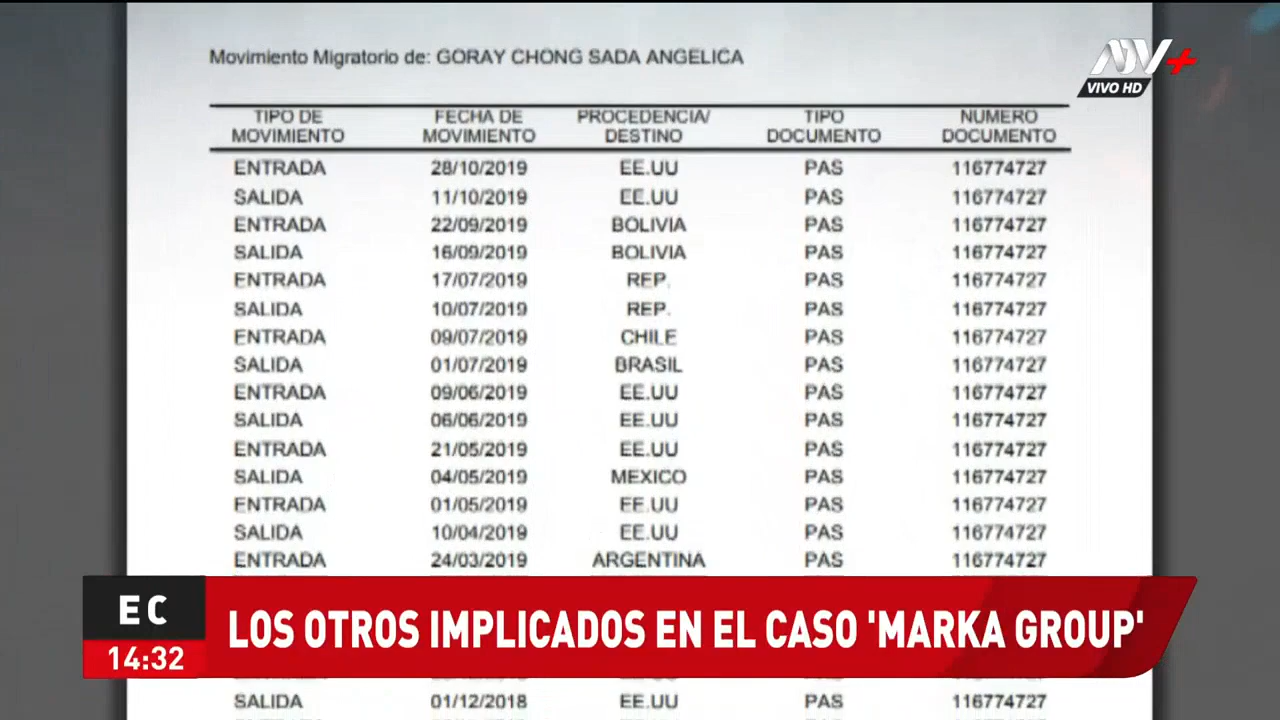 Movimiento Migratorio de: GORAY CHONG SADA ANGELICA
ATV+
VIVO HD
TIPO DE MOVIMIENTO FECHA DE MOVIMIENTO PROCEDENCIA/ DESTINO TIPO DOCUMENTO NUMERO DOCUMENTO
ENTRADA 28/10/2019 EE.UU PAS 116774727
SALIDA 11/10/2019 EE.UU PAS 116774727
ENTRADA 22/09/2019 BOLIVIA PAS 116774727
SALIDA 16/09/2019 BOLIVIA PAS 116774727
ENTRADA 17/07/2019 REP. PAS 116774727
SALIDA 10/07/2019 REP. PAS 116774727
ENTRADA 09/07/2019 CHILE PAS 116774727
SALIDA 01/07/2019 BRASIL PAS 116774727
ENTRADA 09/06/2019 EE.UU PAS 116774727
SALIDA 06/06/2019 EE.UU PAS 116774727
ENTRADA 21/05/2019 EE.UU PAS 116774727
SALIDA 04/05/2019 MEXICO PAS 116774727
ENTRADA 01/05/2019 EE.UU PAS 116774727
SALIDA 10/04/2019 EE.UU PAS 116774727
ENTRADA 24/03/2019 ARGENTINA PAS 116774727
EC
14:32
LOS OTROS IMPLICADOS EN EL CASO 'MARKA GROUP'
SALIDA 01/12/2018 EE.UU PAS 116774727